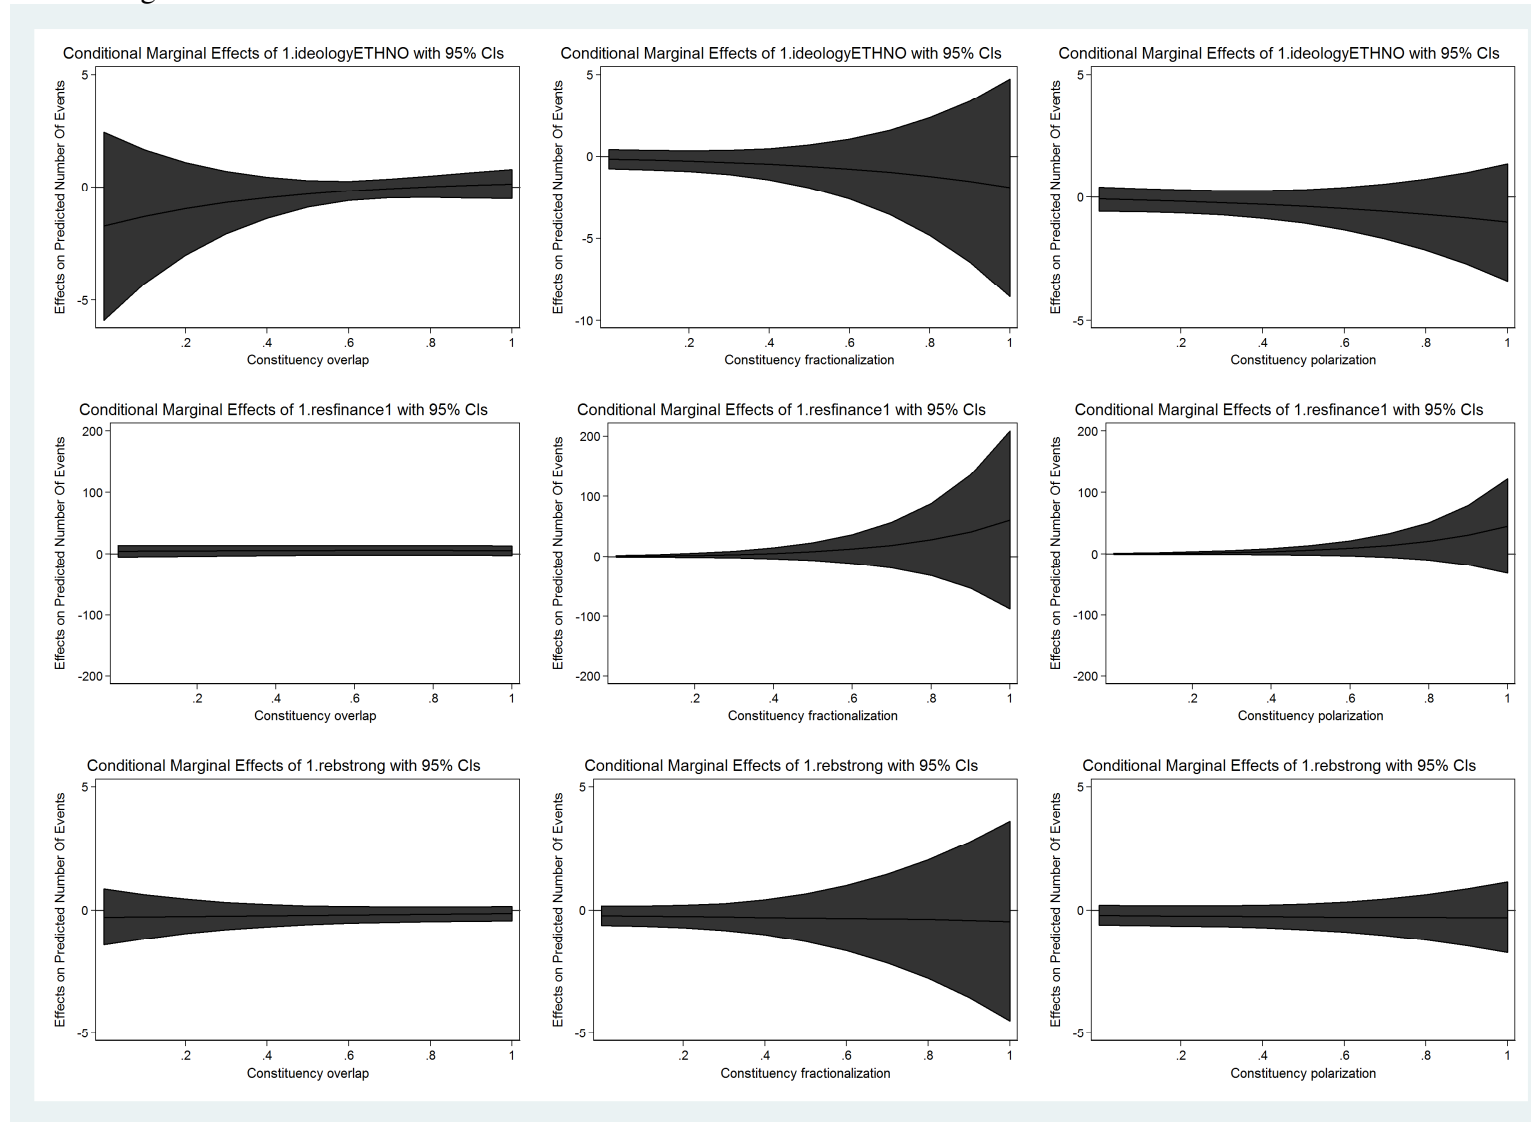 Conditional Marginal Effects of 1.ideologyETHNO with 95% CIs
Effects on Predicted Number Of Events
5
0
-5
.2 .4 .6 .8 1
Constituency overlap
Conditional Marginal Effects of 1.ideologyETHNO with 95% CIs
Effects on Predicted Number Of Events
5
0
-5
-10
.2 .4 .6 .8 1
Constituency fractionalization
Conditional Marginal Effects of 1.ideologyETHNO with 95% CIs
Effects on Predicted Number Of Events
5
0
-5
.2 .4 .6 .8 1
Constituency polarization
Conditional Marginal Effects of 1.resfinance1 with 95% CIs
Effects on Predicted Number Of Events
200
100
0
-100
-200
.2 .4 .6 .8 1
Constituency overlap
Conditional Marginal Effects of 1.resfinance1 with 95% CIs
Effects on Predicted Number Of Events
200
100
0
-100
-200
.2 .4 .6 .8 1
Constituency fractionalization
Conditional Marginal Effects of 1.resfinance1 with 95% CIs
Effects on Predicted Number Of Events
200
100
0
-100
-200
.2 .4 .6 .8 1
Constituency polarization
Conditional Marginal Effects of 1.rebstrong with 95% CIs
Effects on Predicted Number Of Events
5
0
-5
.2 .4 .6 .8 1
Constituency overlap
Conditional Marginal Effects of 1.rebstrong with 95% CIs
Effects on Predicted Number Of Events
5
0
-5
.2 .4 .6 .8 1
Constituency fractionalization
Conditional Marginal Effects of 1.rebstrong with 95% CIs
Effects on Predicted Number Of Events
5
0
-5
.2 .4 .6 .8 1
Constituency polarization